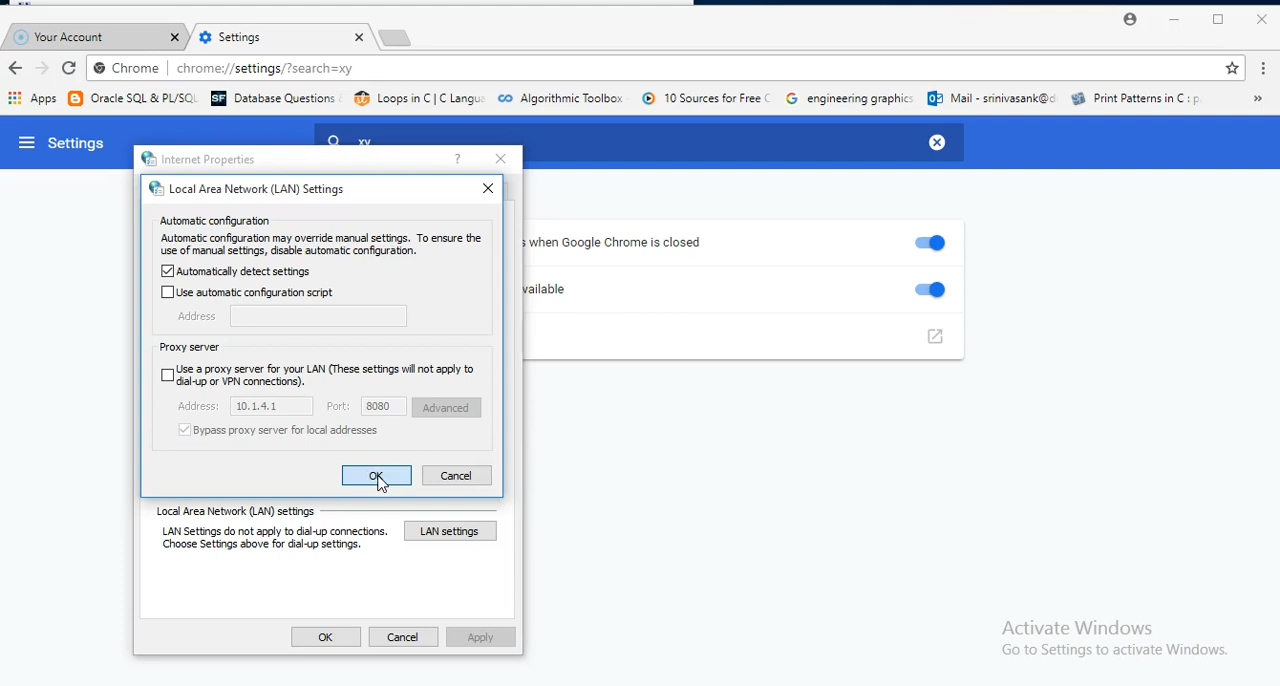 Your Account
Settings
Chrome chrome://settings/?search=xy
Apps Oracle SQL & PL/SQL Database Questions Loops in C | C Langua Algorithmic Toolbox 10 Sources for Free C engineering graphics Mail - srinivasank@d Print Patterns in C : p »
Settings
xy
Internet Properties ?
Local Area Network (LAN) Settings
Automatic configuration
Automatic configuration may override manual settings. To ensure the
use of manual settings, disable automatic configuration.
Automatically detect settings
Use automatic configuration script
Address
Proxy server
Use a proxy server for your LAN (These settings will not apply to
dial-up or VPN connections).
Address: 10.1.4.1 Port: 8080 Advanced
Bypass proxy server for local addresses
OK Cancel
Local Area Network (LAN) settings
LAN Settings do not apply to dial-up connections.
Choose Settings above for dial-up settings.
LAN settings
OK Cancel Apply
s when Google Chrome is closed
vailable
Activate Windows
Go to Settings to activate Windows.